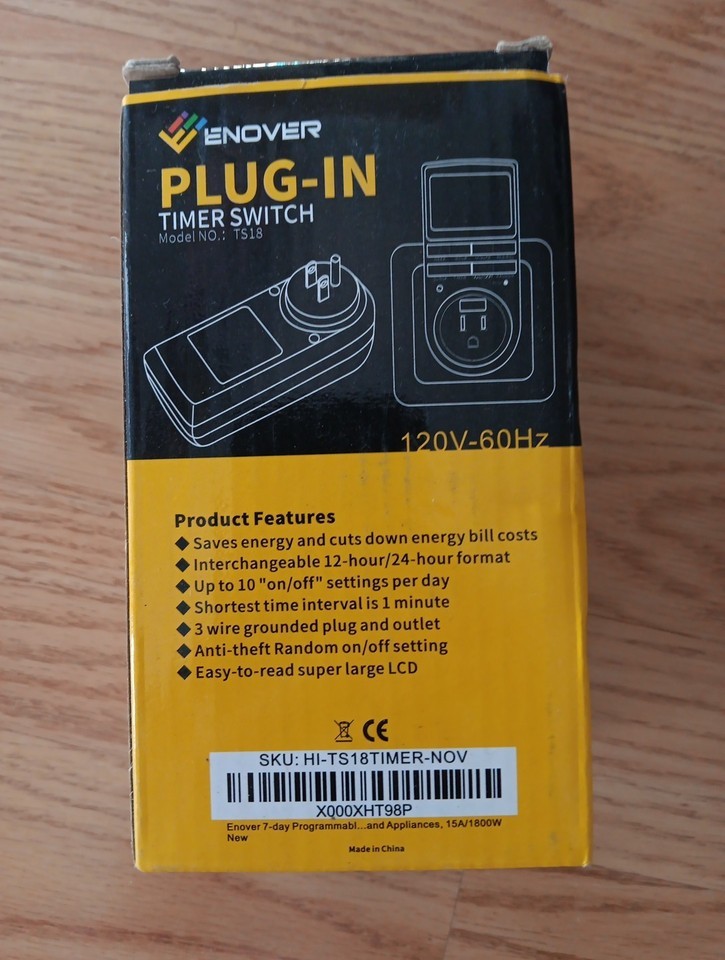 ENOVER
PLUG-IN
TIMER SWITCH
Model NO.: TS18
120V-60Hz
Product Features
◆ Saves energy and cuts down energy bill costs
◆ Interchangeable 12-hour/24-hour format
◆ Up to 10 "on/off" settings per day
◆ Shortest time interval is 1 minute
◆ 3 wire grounded plug and outlet
◆ Anti-theft Random on/off setting
◆ Easy-to-read super large LCD
CE
SKU: HI-TS18TIMER-NOV
X000XHT98P
Enover 7-day Programmabl...and Appliances, 15A/1800W
New
Made in China